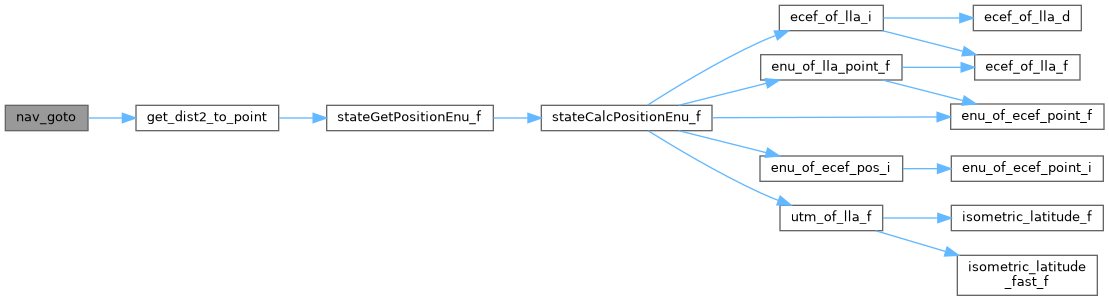 nav_goto
get_dist2_to_point
stateGetPositionEnu_f
stateCalcPositionEnu_f
ecef_of_lla_i
ecef_of_lla_d
ecef_of_lla_f
enu_of_lla_point_f
enu_of_ecef_point_f
enu_of_ecef_pos_i
enu_of_ecef_point_i
utm_of_lla_f
isometric_latitude_f
isometric_latitude
_fast_f